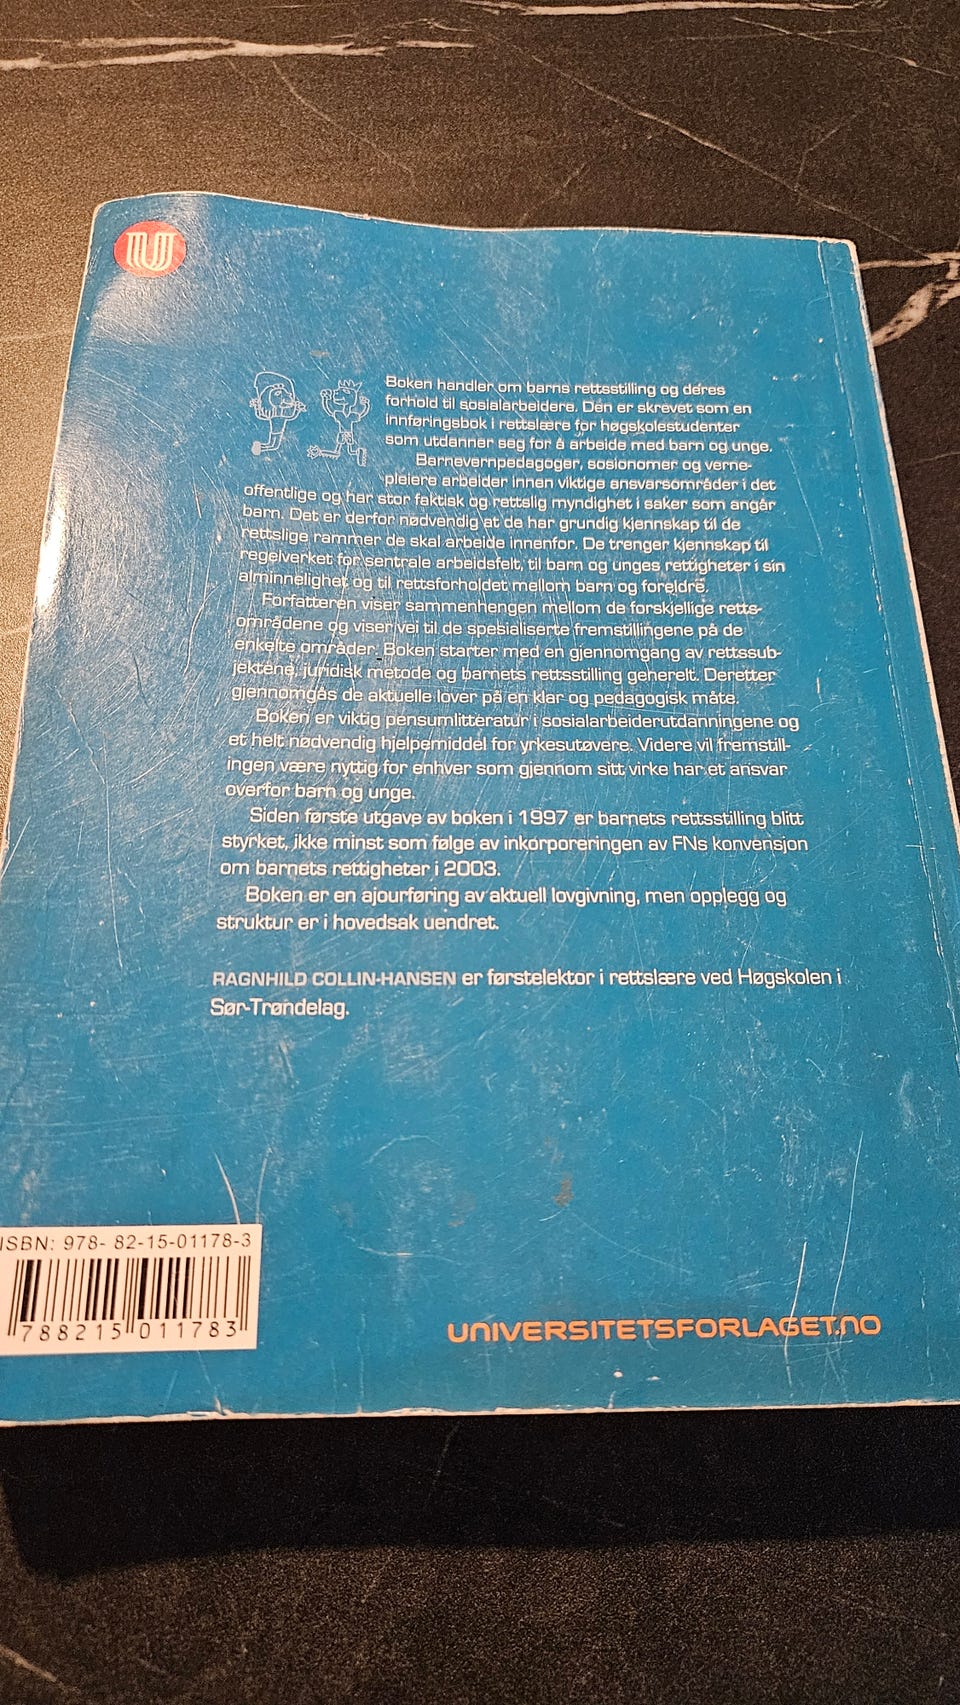 U
Boken handler om barns rettsstilling og deres
forhold til sosialarbeidere. Den er skrevet som en
innføringsbok i rettslære for høgskolestudenter
som utdanner seg for å arbeide med barn og unge.
Barnevernpedagoger, sosionomer og verne-
pleiere arbeider innen viktige ansvarsområder i det
offentlige og har stor faktisk og rettslig myndighet i saker som angår
barn. Det er derfor nødvendig at de har grundig kjennskap til de
rettslige rammer de skal arbeide innenfor. De trenger kjennskap til
regelverket for sentrale arbeidsfelt, til barn og unges rettigheter i sin
alminnelighet og til rettsforholdet mellom barn og foreldre.
Forfatteren viser sammenhengen mellom de forskjellige retts-
områdene og viser vei til de spesialiserte fremstillingene på de
enkelte områder. Boken starter med en gjennomgang av rettssub-
jektene, juridisk metode og barnets rettsstilling generelt. Deretter
gjennomgås de aktuelle lover på en klar og pedagogisk måte.
Boken er viktig pensumlitteratur i sosialarbeiderutdanningene og
et helt nødvendig hjelpemiddel for yrkesutøvere. Videre vil fremstill-
ingen være nyttig for enhver som gjennom sitt virke har et ansvar
overfor barn og unge.
Siden første utgave av boken i 1997 er barnets rettsstilling blitt
styrket, ikke minst som følge av inkorporeringen av FNs konvensjon
om barnets rettigheter i 2003.
Boken er en ajourføring av aktuell lovgivning, men opplegg og
struktur er i hovedsak uendret.
RAGNHILD COLLIN-HANSEN er førstelektor i rettslære ved Høgskolen i
Sør-Trøndelag.
ISBN: 978- 82-15-01178-3
788215 011783
UNIVERSITETSFORLAGET.NO